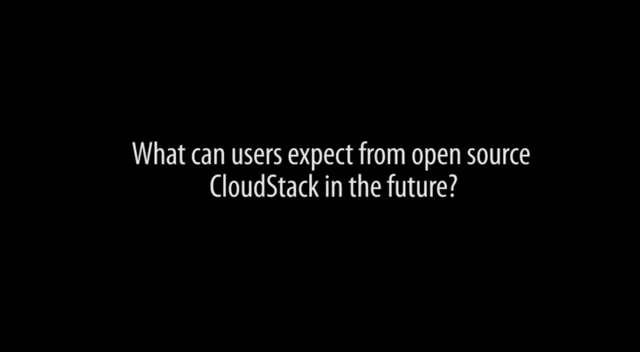 What can users expect from open source
CloudStack in the future?